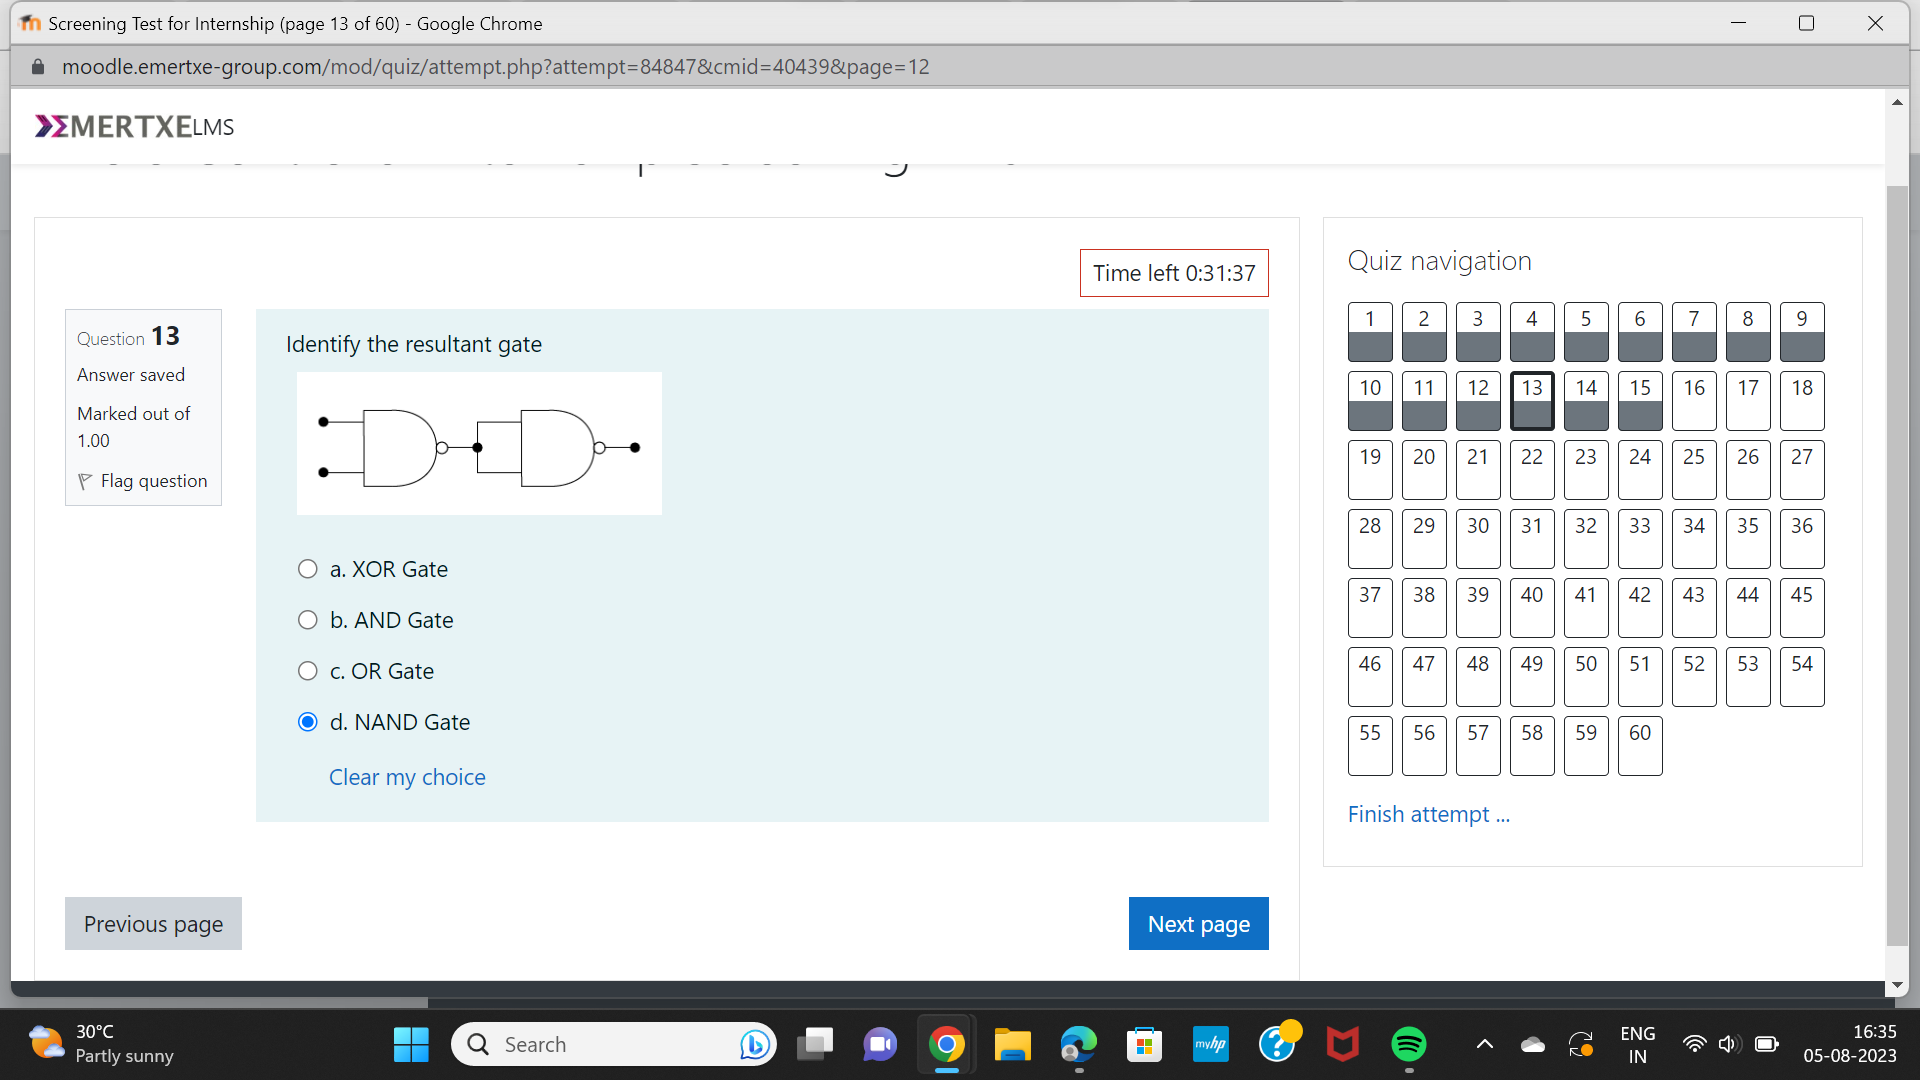 Screening Test for Internship (page 13 of 60) - Google Chrome
moodle.emertxe-group.com/mod/quiz/attempt.php?attempt=84847&cmid=40439&page=12
EMERTXE LMS
Time left 0:31:37
Question 13
Answer saved
Marked out of
1.00
Flag question
Identify the resultant gate
a. XOR Gate
b. AND Gate
c. OR Gate
d. NAND Gate
Clear my choice
Previous page
Next page
Quiz navigation
1 2 3 4 5 6 7 8 9
10 11 12 13 14 15 16 17 18
19 20 21 22 23 24 25 26 27
28 29 30 31 32 33 34 35 36
37 38 39 40 41 42 43 44 45
46 47 48 49 50 51 52 53 54
55 56 57 58 59 60
Finish attempt ...
30°C
Partly sunny
Search
myhp
ENG
IN
16:35
05-08-2023